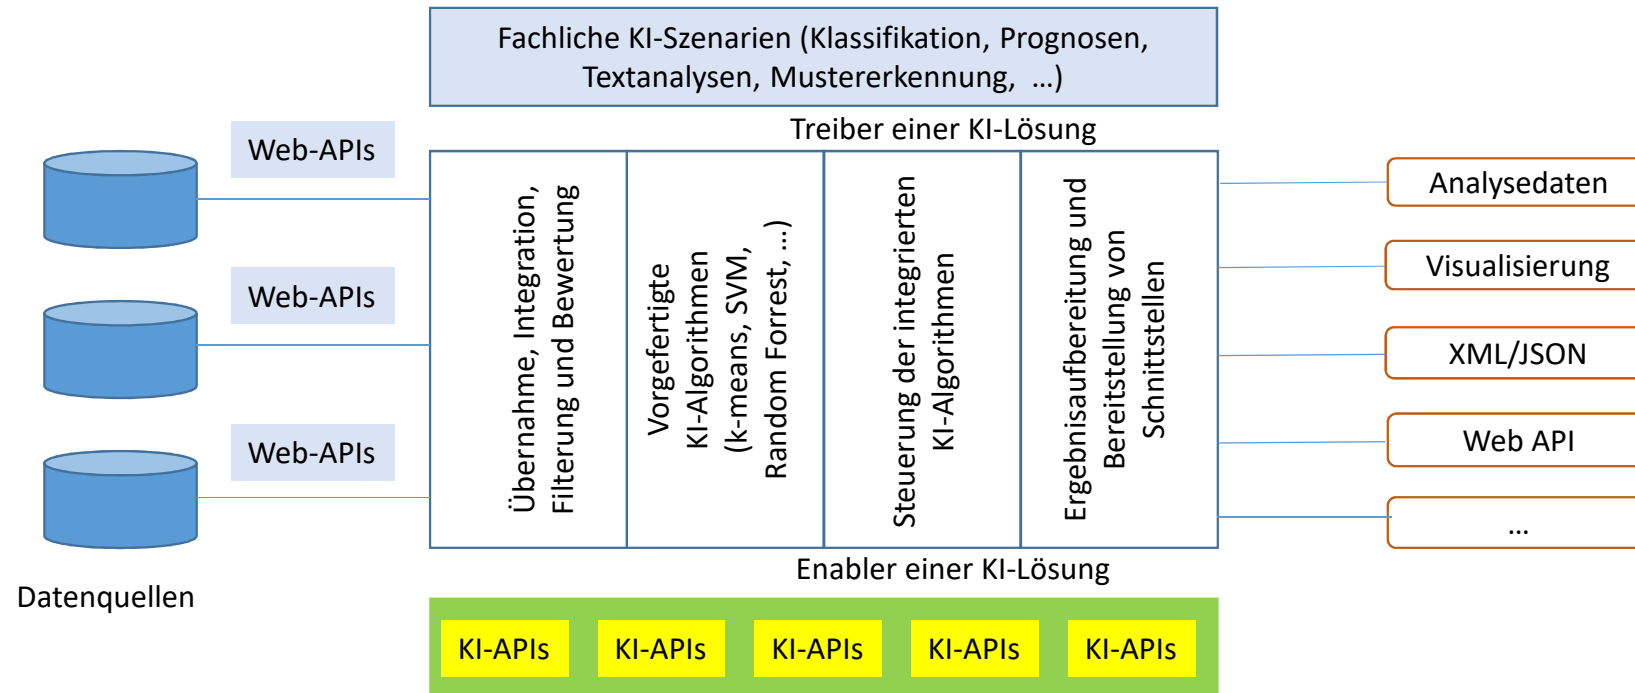 Fachliche KI-Szenarien (Klassifikation, Prognosen,
Textanalysen, Mustererkennung, ...)
Treiber einer KI-Lösung
Web-APIs
Web-APIs
Web-APIs
Datenquellen
Übernahme, Integration,
Filterung und Bewertung
Vorgefertigte
KI-Algorithmen
(k-means, SVM,
Random Forrest, ...)
Steuerung der integrierten
KI-Algorithmen
Ergebnisaufbereitung und
Bereitstellung von
Schnittstellen
Analysedaten
Visualisierung
XML/JSON
Web API
...
Enabler einer KI-Lösung
KI-APIs
KI-APIs
KI-APIs
KI-APIs
KI-APIs